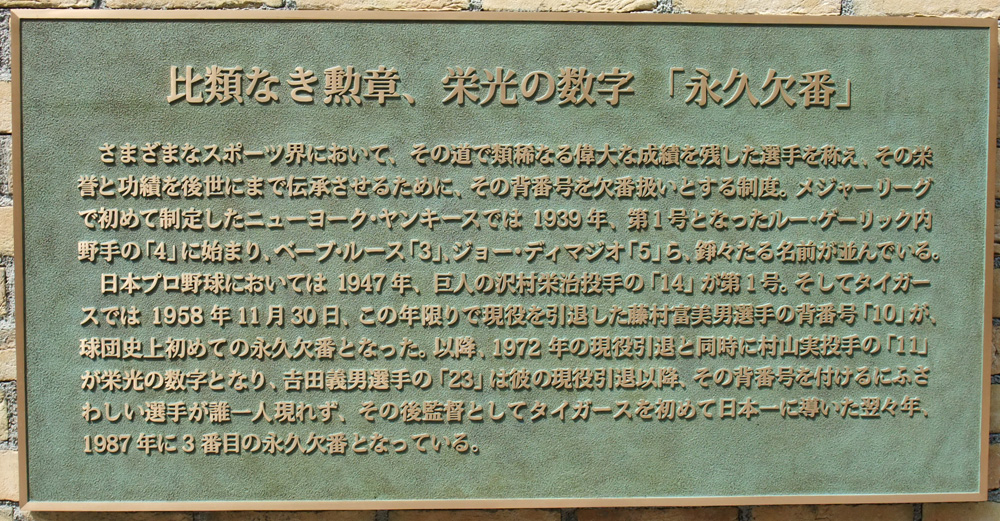 比類なき勲章、栄光の数字「永久欠番」
さまざまなスポーツ界において、その道で類稀なる偉大な成績を残した選手を称え、その栄
誉と功績を後世にまで伝承させるために、その背番号を欠番扱いとする制度。メジャーリーグ
で初めて制定したニューヨーク・ヤンキースでは 1939 年、第1号となったルー・ゲーリック内
野手の「4」に始まり、ベーブ・ルース「3」、ジョー・ディマジオ「5」ら、錚々たる名前が並んでいる。
日本プロ野球においては 1947 年、巨人の沢村栄治投手の「14」が第1号。そしてタイガー
スでは 1958 年 11 月 30 日、この年限りで現役を引退した藤村富美男選手の背番号「10」が、
球団史上初めての永久欠番となった。以降、1972 年の現役引退と同時に村山実投手の「11」
が栄光の数字となり、吉田義男選手の「23」は彼の現役引退以降、その背番号を付けるにふさ
わしい選手が誰一人現れず、その後監督としてタイガースを初めて日本一に導いた翌々年、
1987 年に 3 番目の永久欠番となっている。